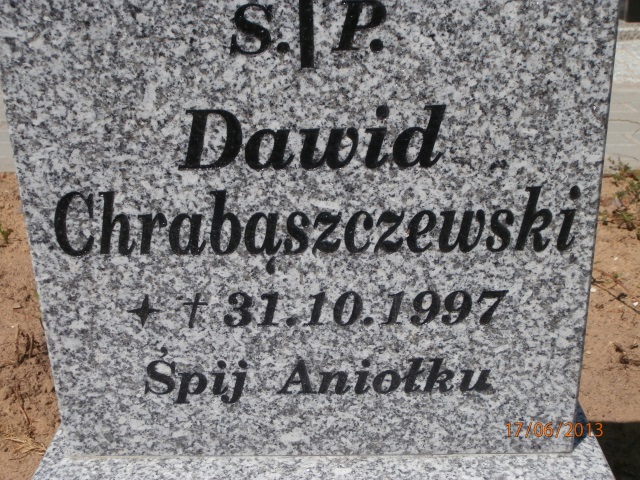 S. P.
Dawid
Chrabąszczewski
✦ † 31.10.1997
Śpij Aniołku
17/06/2013